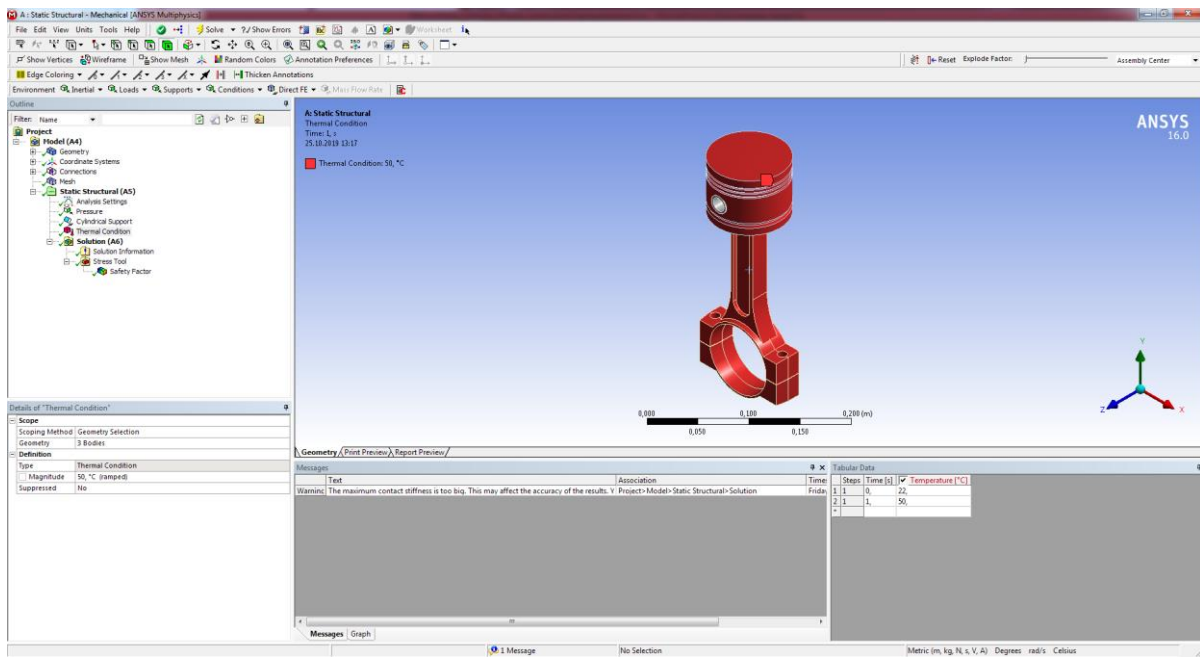 A : Static Structural - Mechanical [ANSYS Multiphysics]
File Edit View Units Tools Help Solve ?/ Show Errors Worksheet
Show Vertices Wireframe Show Mesh Random Colors Annotation Preferences Reset Explode Factor: Assembly Center
Edge Coloring Thicken Annotations
Environment Inertial Loads Supports Conditions Direct FE Mass Flow Rate
Outline
Filter: Name
Project
Model (A4)
Geometry
Coordinate Systems
Connections
Mesh
Static Structural (A5)
Analysis Settings
Pressure
Cylindrical Support
Thermal Condition
Solution (A6)
Solution Information
Stress Tool
Safety Factor
A: Static Structural
Thermal Condition
Time: 1, s
25.10.2019 13:17
Thermal Condition: 50, °C
ANSYS
16.0
Y
Z X
0,000 0,100 0,200 (m)
0,050 0,150
Geometry Print Preview Report Preview
Details of "Thermal Condition"
Scope
Scoping Method Geometry Selection
Geometry 3 Bodies
Definition
Type Thermal Condition
Magnitude 50, °C (ramped)
Suppressed No
Messages
Text Association Time
Warning The maximum contact stiffness is too big. This may affect the accuracy of the results. Y Project>Model>Static Structural>Solution Friday
Messages Graph
Tabular Data
Steps Time [s] Temperature [°C]
1 1 0, 22,
2 1 1, 50,
*
1 Message No Selection Metric (m, kg, N, s, V, A) Degrees rad/s Celsius